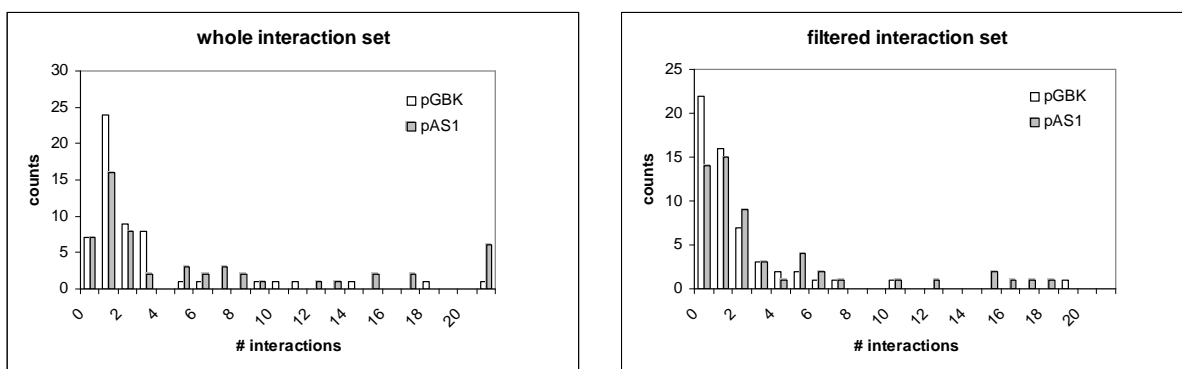 whole interaction set
30
25
20
15
10
5
0
counts
pGBK
pAS1
0 2 4 6 8 10 12 14 16 18 20
# interactions
filtered interaction set
25
20
15
10
5
0
counts
pGBK
pAS1
0 2 4 6 8 10 12 14 16 18 20
# interactions